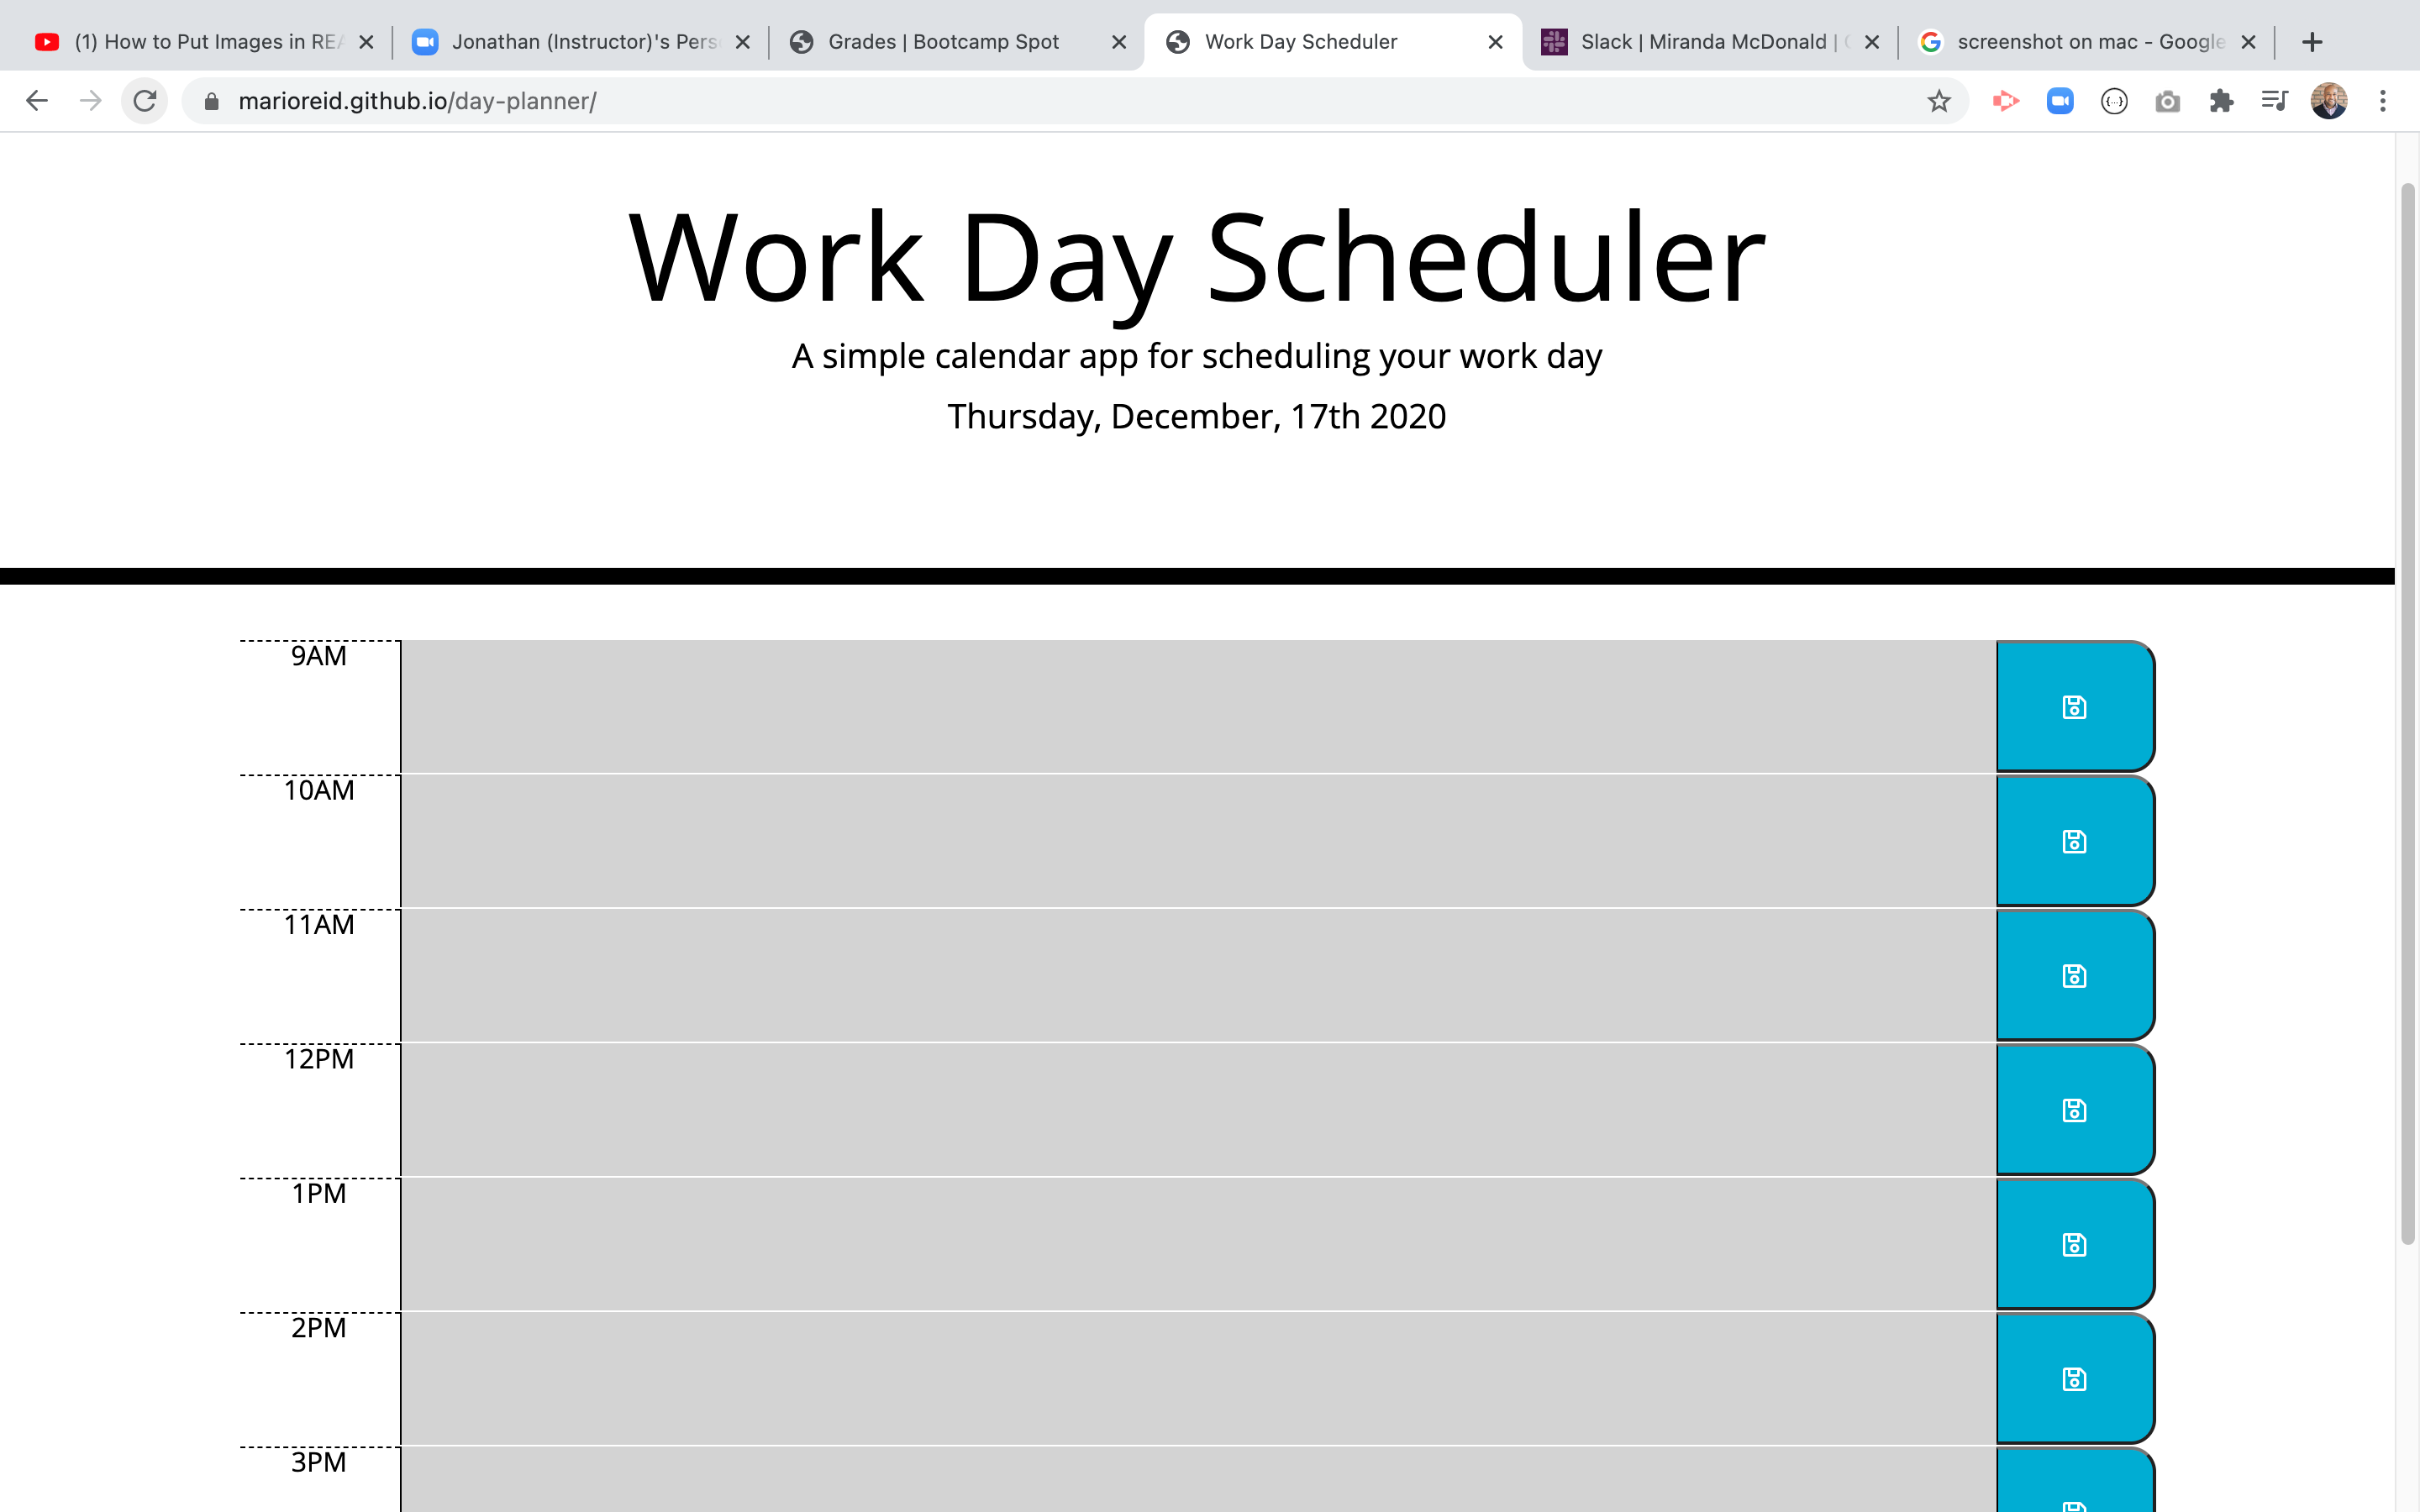 (1) How to Put Images in REA
Jonathan (Instructor)'s Pers
Grades | Bootcamp Spot
Work Day Scheduler
Slack | Miranda McDonald |
screenshot on mac - Google
marioreid.github.io/day-planner/
Work Day Scheduler
A simple calendar app for scheduling your work day
Thursday, December, 17th 2020
9AM
10AM
11AM
12PM
1PM
2PM
3PM